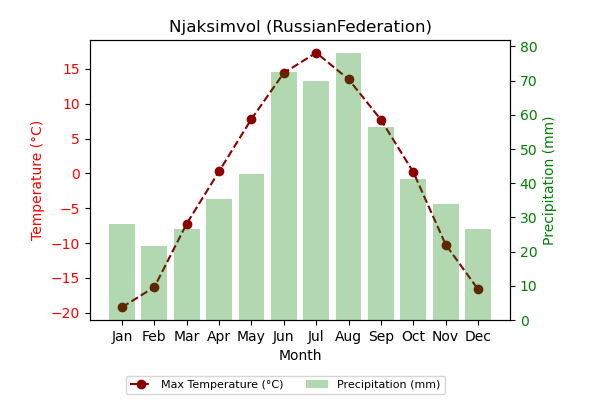 Njaksimvol (RussianFederation)
Temperature (°C)
15
10
5
0
−5
−10
−15
−20
80
70
60
50
40
30
20
10
0
Precipitation (mm)
Jan Feb Mar Apr May Jun Jul Aug Sep Oct Nov Dec
Month
Max Temperature (°C) Precipitation (mm)